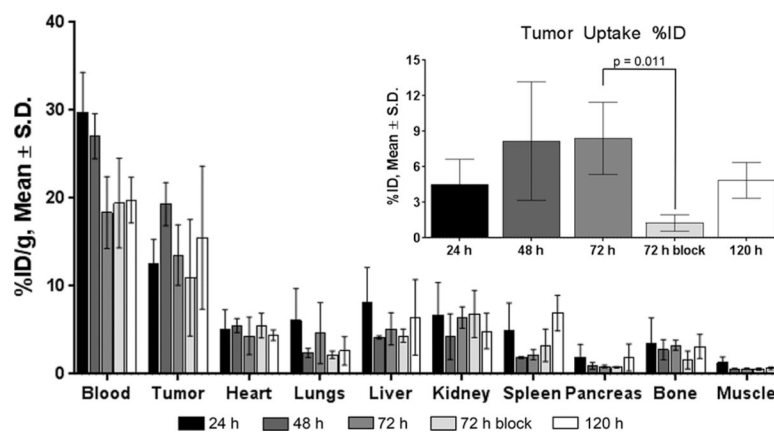 Tumor Uptake %ID
%ID/g, Mean ± S.D.
40
30
20
10
0
%ID, Mean ± S.D.
15
12
9
6
3
0
p = 0.011
24 h 48 h 72 h 72 h block 120 h
Blood Tumor Heart Lungs Liver Kidney Spleen Pancreas Bone Muscle
24 h 48 h 72 h 72 h block 120 h